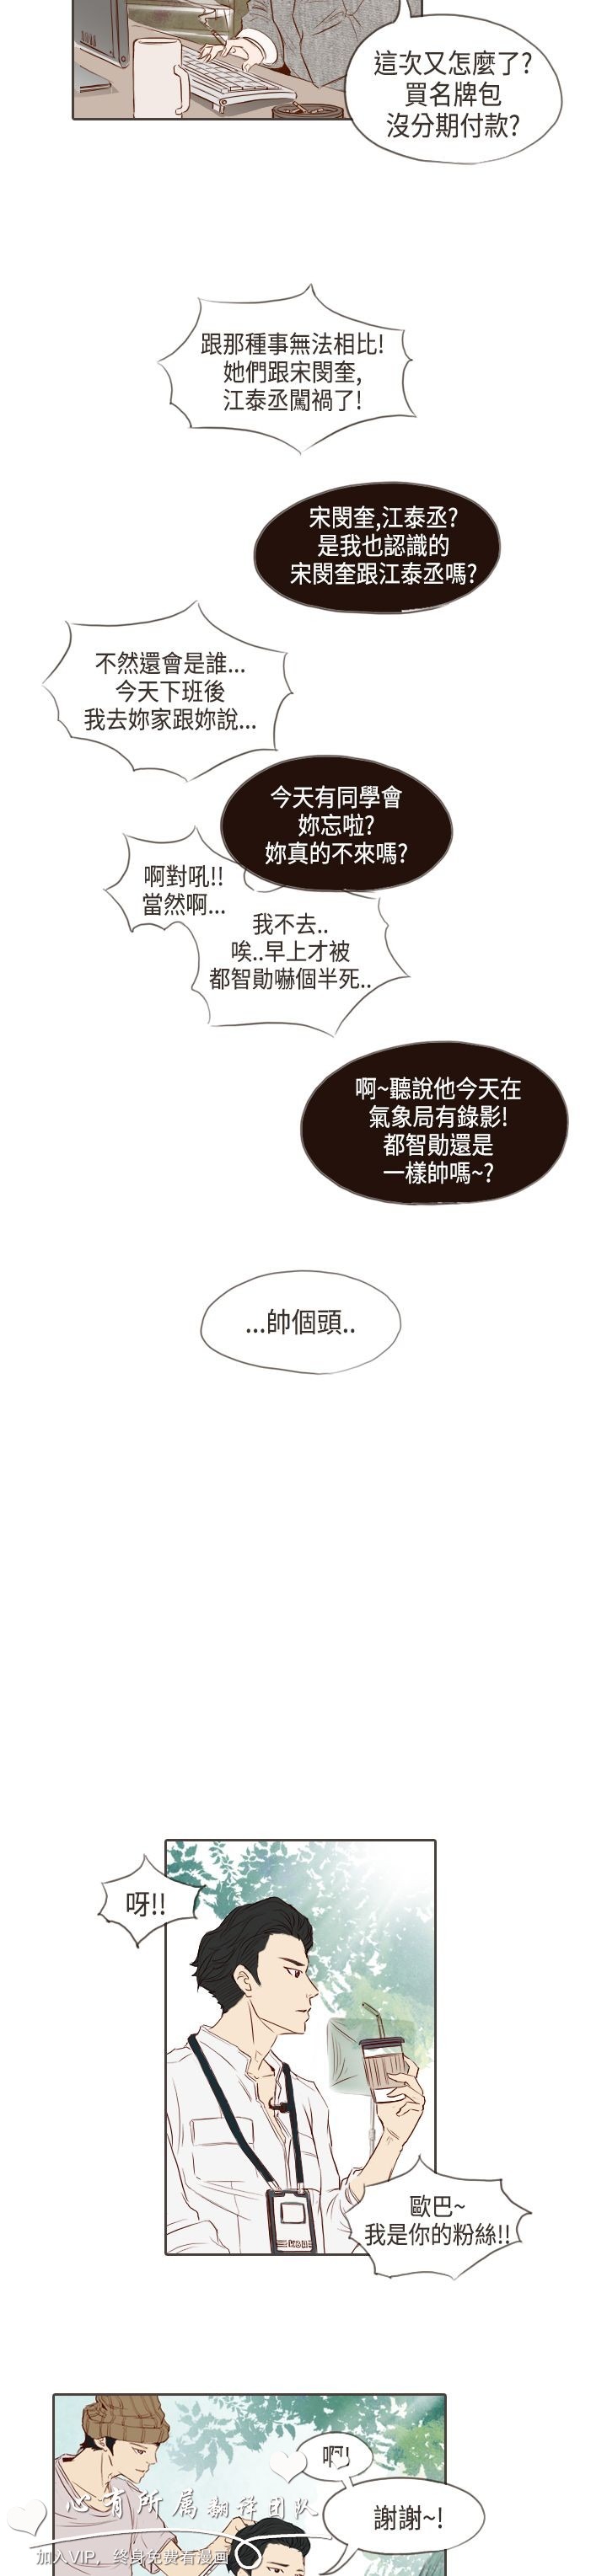 這次又怎麼了?
買名牌包
沒分期付款?
跟那種事無法相比!
她們跟宋閔奎,
江泰丞闖禍了!
宋閔奎,江泰丞?
是我也認識的
宋閔奎跟江泰丞嗎?
不然還會是誰...
今天下班後
我去妳家跟妳說...
今天有同學會
妳忘啦?
妳真的不來嗎?
啊對吼!!
當然啊...
我不去..
唉..早上才被
都智勛嚇個半死..
啊~聽說他今天在
氣象局有錄影!
都智勛還是
一樣帥嗎~?
...帥個頭..
呀!!
歐巴~
我是你的粉絲!!
啊!
謝謝~!
心有所属翻译团队
加入VIP，终身免费看漫画